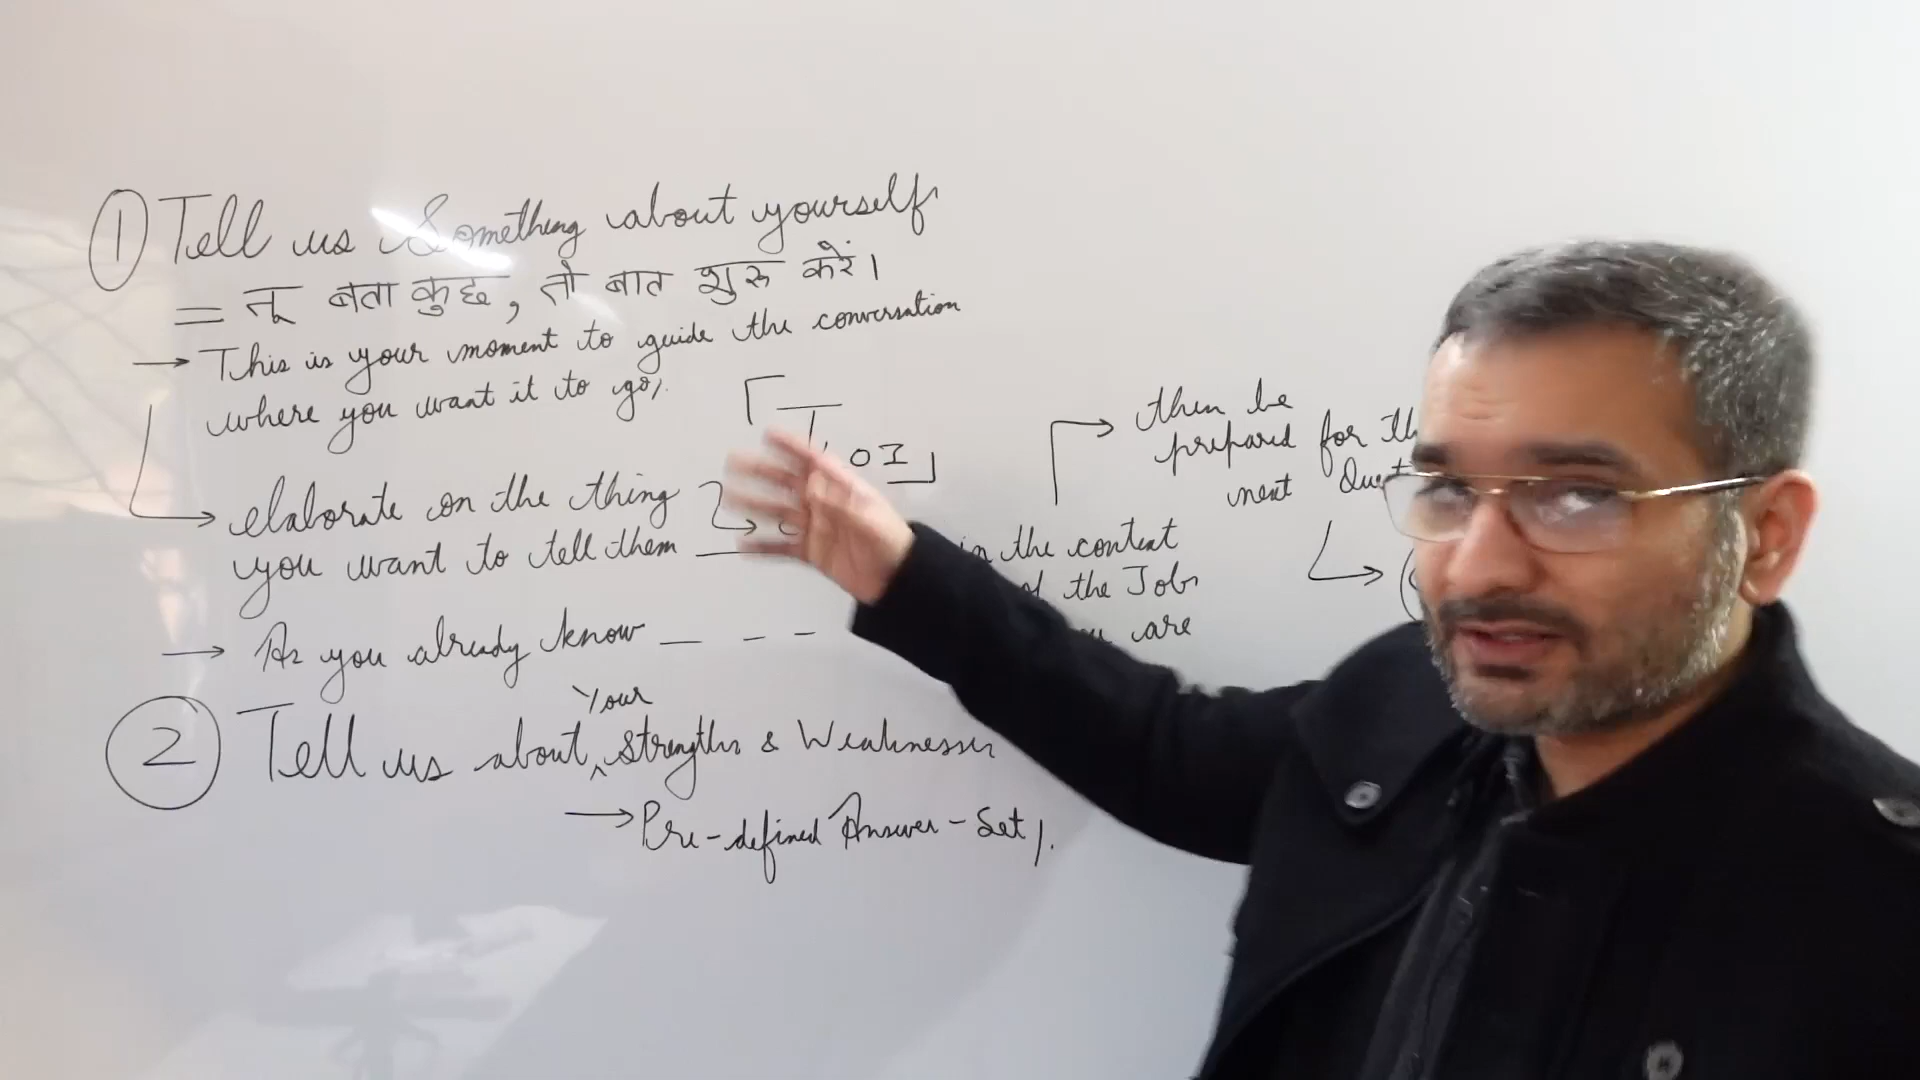 ① Tell us Something about yourself
= तू बता कुछ, तो बात शुरू करें।
→ This is your moment to guide the conversation
where you want it to go.
elaborate on the thing
you want to tell them
→ As you already know _ _ _
② Tell us about Your Strengths & Weaknesses
→ Pre-defined Answer-Set.
then be
prepared for
next
in the context
of the Job
are